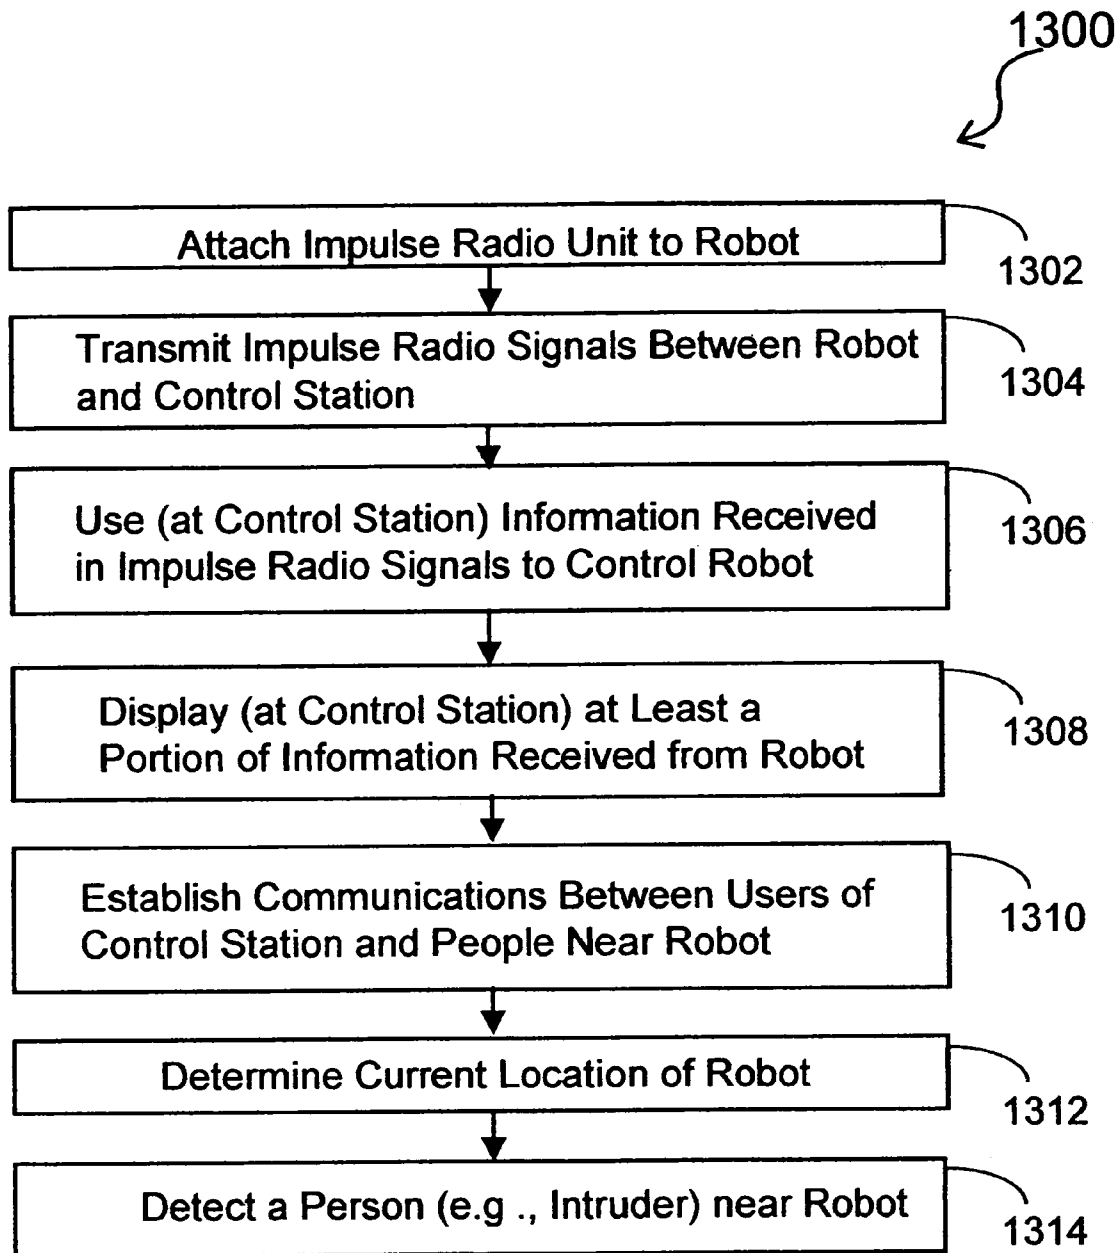 1300
Attach Impulse Radio Unit to Robot
1302
Transmit Impulse Radio Signals Between Robot
and Control Station
1304
Use (at Control Station) Information Received
in Impulse Radio Signals to Control Robot
1306
Display (at Control Station) at Least a
Portion of Information Received from Robot
1308
Establish Communications Between Users of
Control Station and People Near Robot
1310
Determine Current Location of Robot
1312
Detect a Person (e.g ., Intruder) near Robot
1314